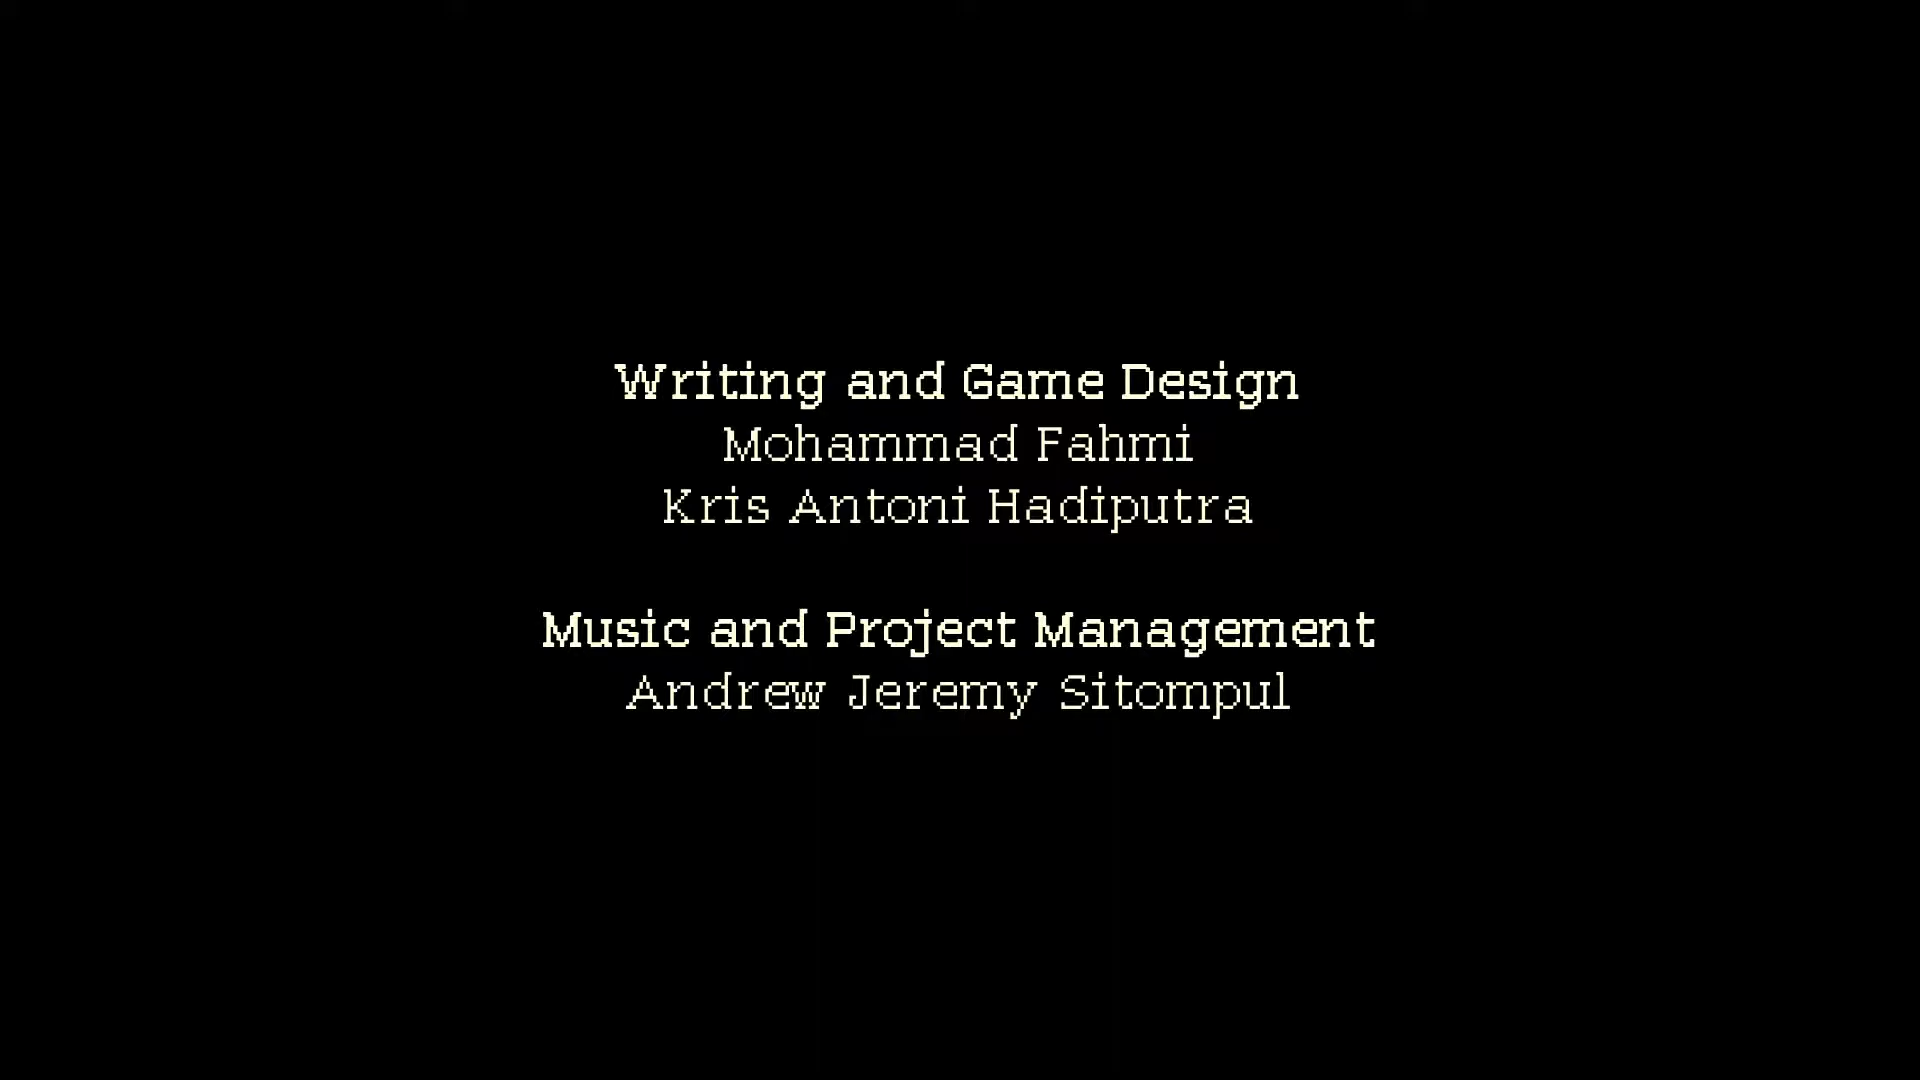 Writing and Game Design
Mohammad Fahmi
Kris Antoni Hadiputra
Music and Project Management
Andrew Jeremy Sitompul